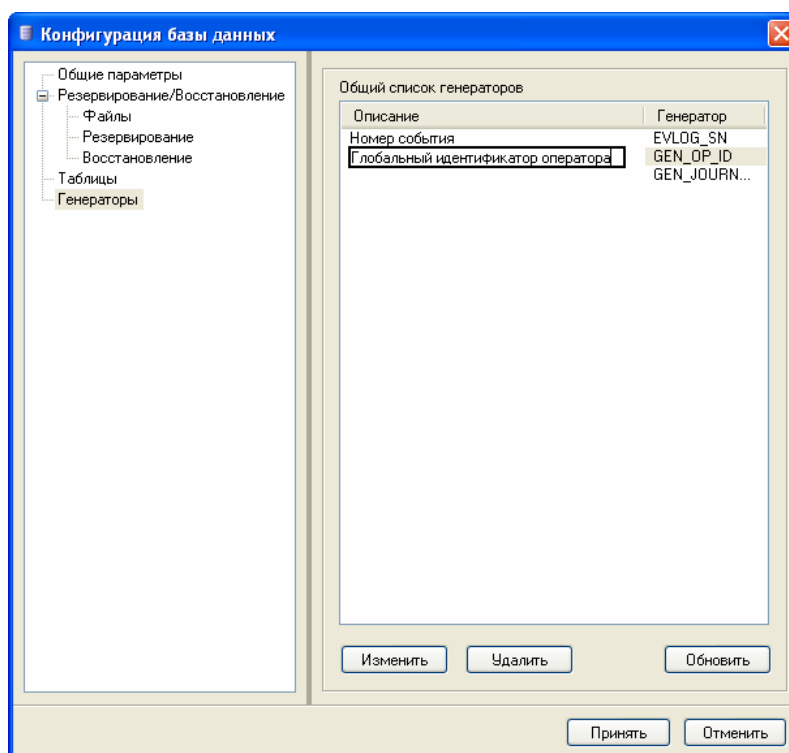 Конфигурация базы данных
Общие параметры
Резервирование/Восстановление
Файлы
Резервирование
Восстановление
Таблицы
Генераторы
Общий список генераторов
Описание Генератор
Номер события EVLOG_SN
Глобальный идентификатор оператора GEN_OP_ID
GEN_JOURN...
Изменить Удалить Обновить
Принять Отменить